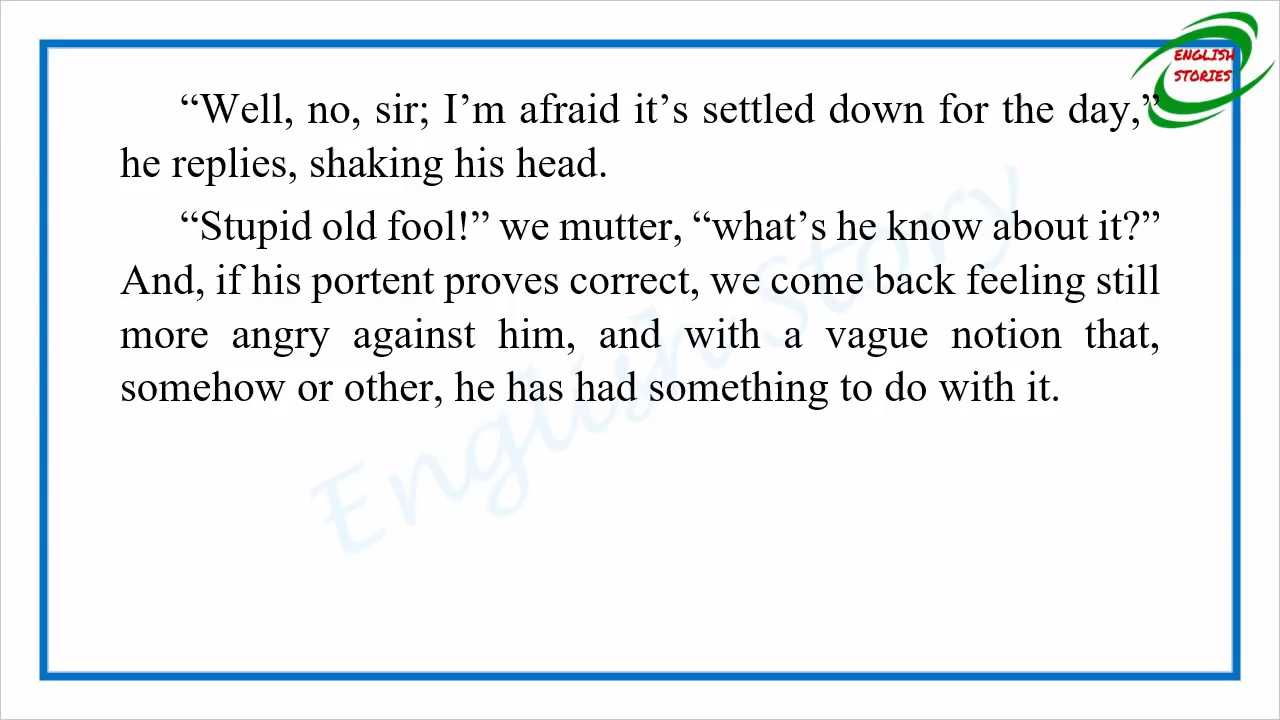 ENGLISH
STORIES
“Well, no, sir; I’m afraid it’s settled down for the day,”
he replies, shaking his head.
“Stupid old fool!” we mutter, “what’s he know about it?”
And, if his portent proves correct, we come back feeling still
more angry against him, and with a vague notion that,
somehow or other, he has had something to do with it.
English Story